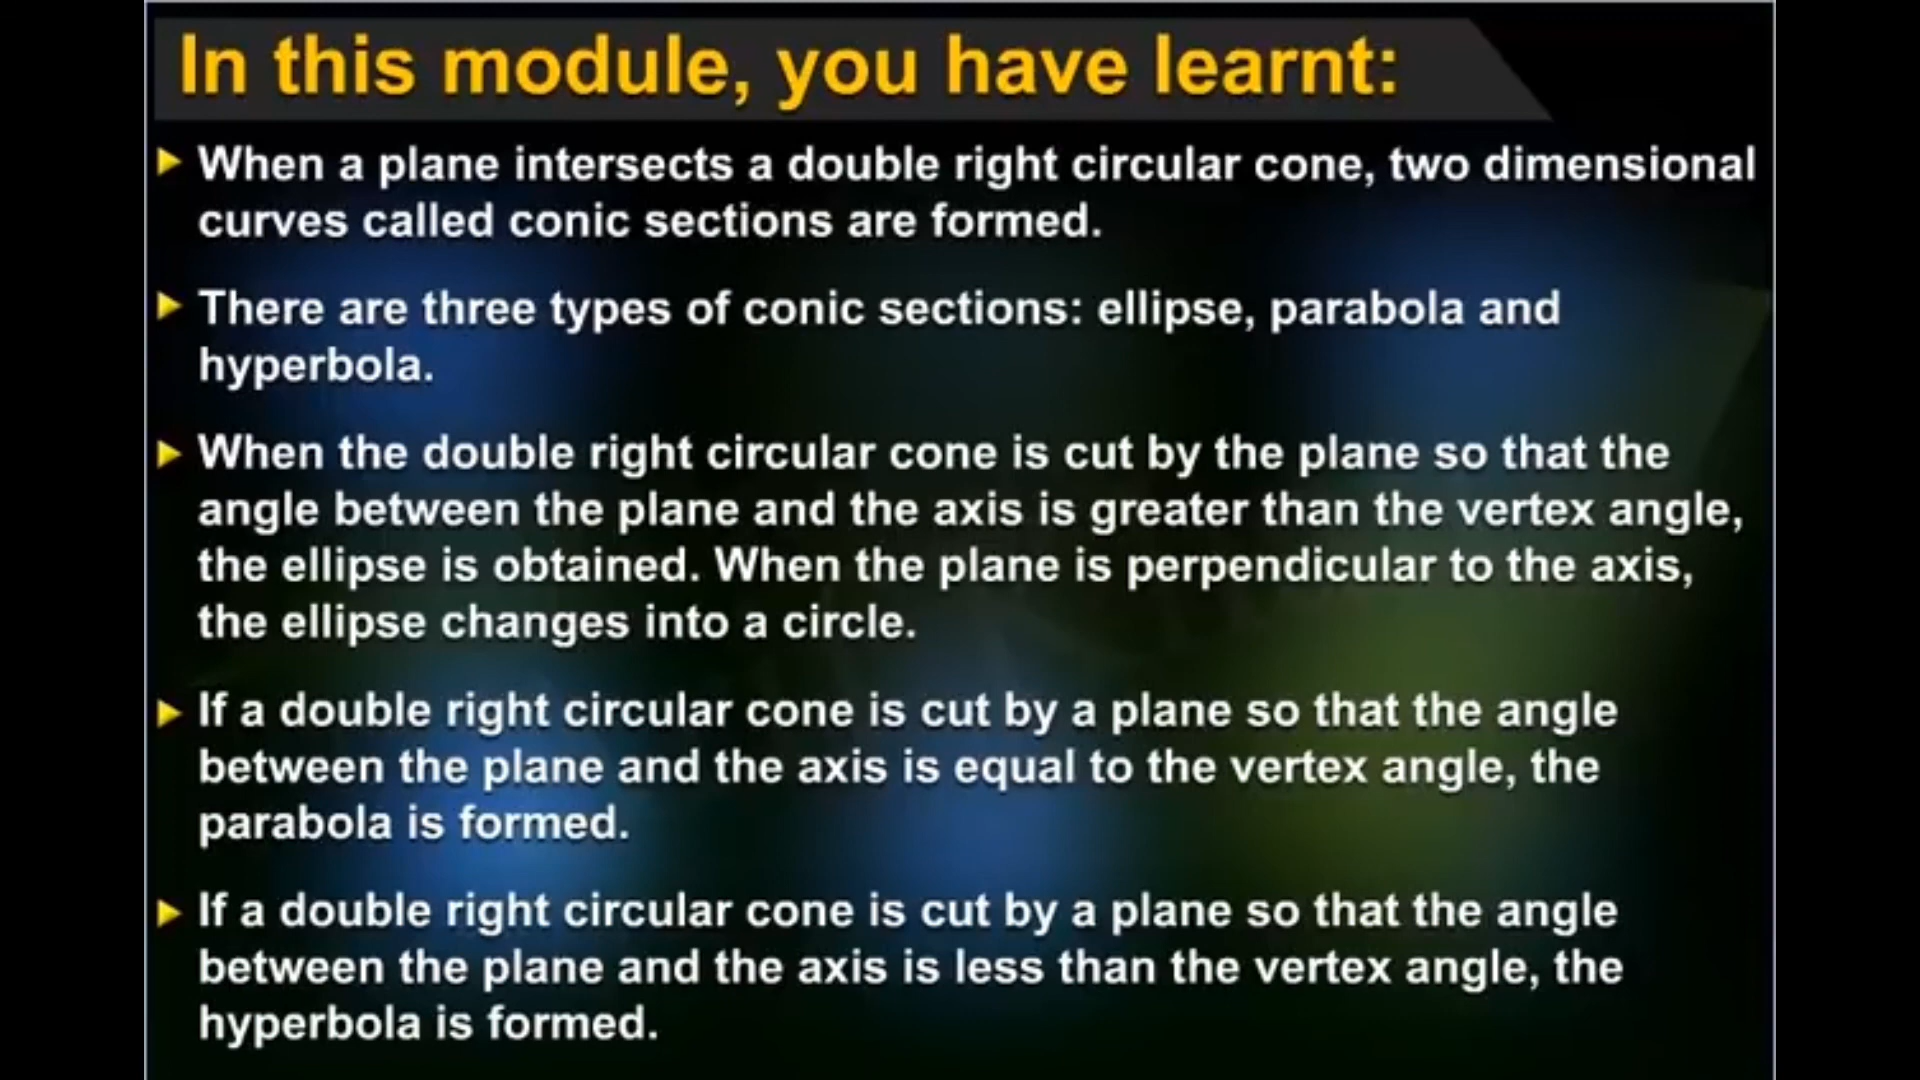 In this module, you have learnt:
When a plane intersects a double right circular cone, two dimensional
curves called conic sections are formed.
There are three types of conic sections: ellipse, parabola and
hyperbola.
When the double right circular cone is cut by the plane so that the
angle between the plane and the axis is greater than the vertex angle,
the ellipse is obtained. When the plane is perpendicular to the axis,
the ellipse changes into a circle.
If a double right circular cone is cut by a plane so that the angle
between the plane and the axis is equal to the vertex angle, the
parabola is formed.
If a double right circular cone is cut by a plane so that the angle
between the plane and the axis is less than the vertex angle, the
hyperbola is formed.